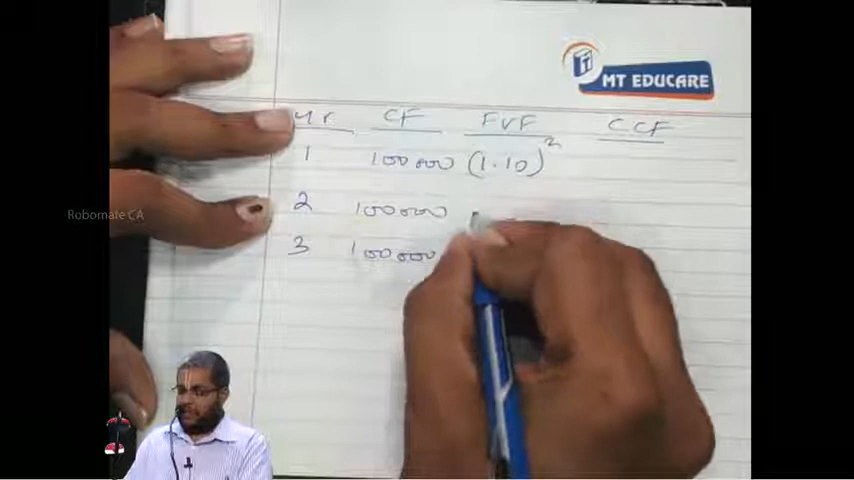 MT EDUCARE
Yr CF FVF CCF
1 100000 (1.10)²
2 100000
3 100000
Robomate CA